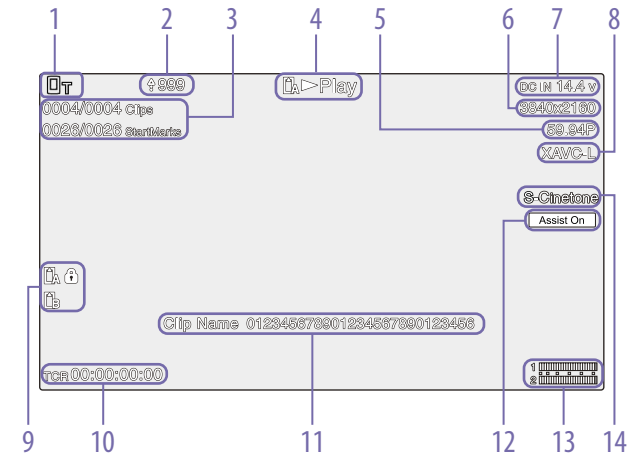 1 2 3 4 5 6 7 8
T 999 A Play DC IN 14.4 V
0004/0004 Clips 3840x2160
0026/0026 StartMarks 59.94P
XAVC-L
S-Cinetone
Assist On
A
B
Clip Name 01234567890123456789012 3456
TCR 00:00:00:00 1
2
9 10 11 12 13 14